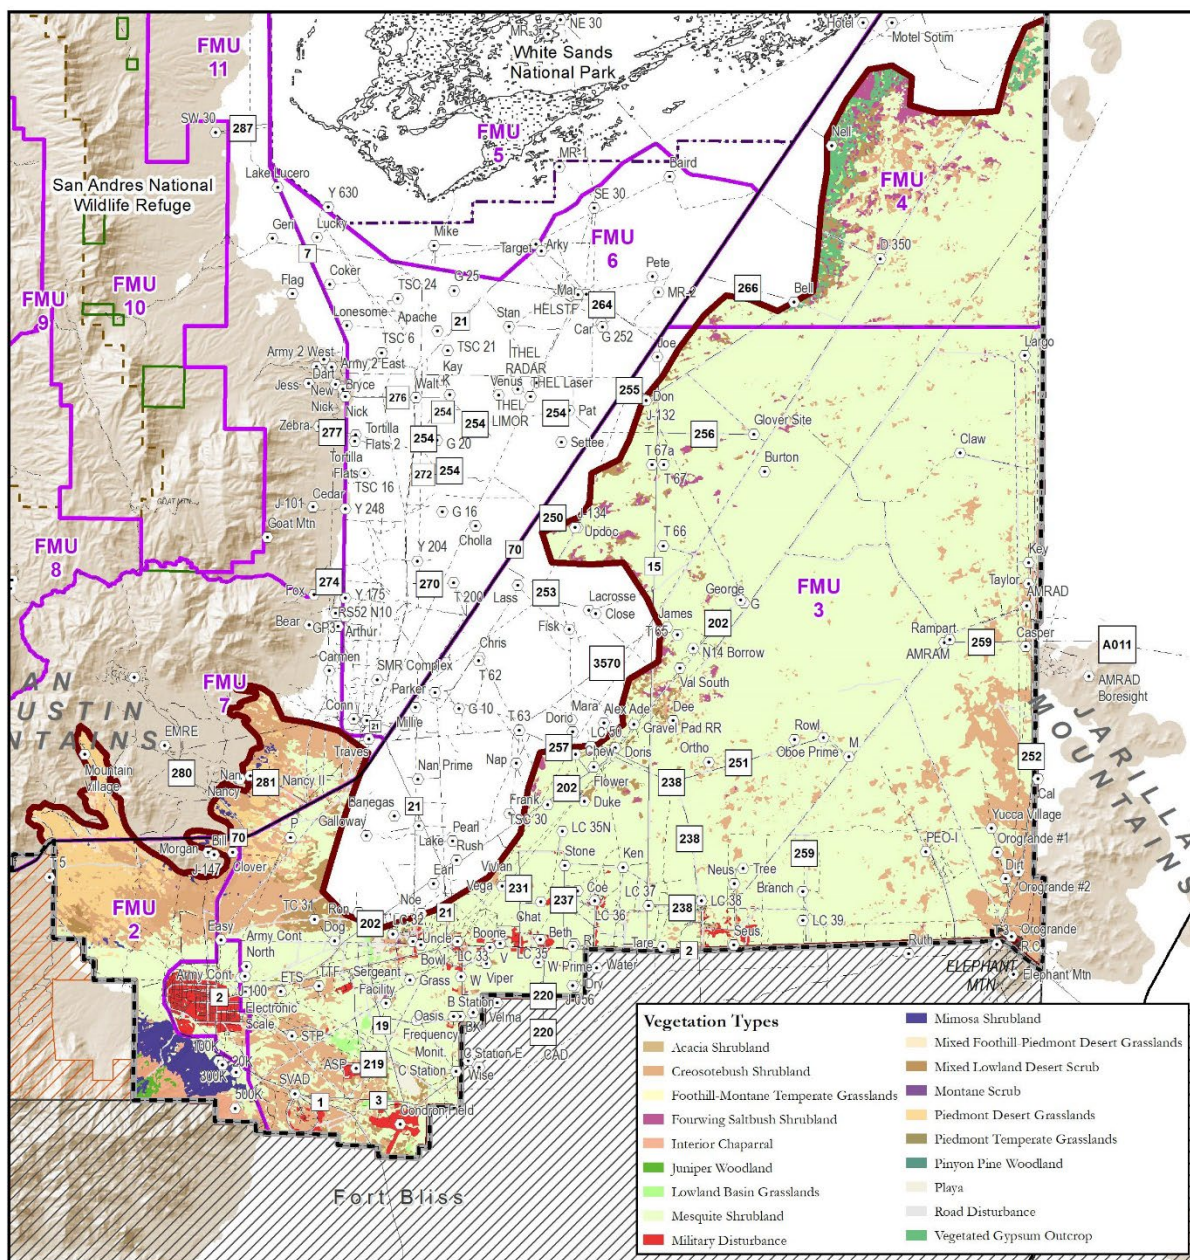 NE 30
MR-3
Hotel
Motel Sotim
FMU
11
White Sands
National Park
SW 30
287
FMU
5
Nell
MR-1
Baird
San Andres National
Wildlife Refuge
Lake Lucero
FMU
4
Y 630
SE 30
Geri
Lucky
Mike
Target
Arky
FMU
6
D 350
7
FMU
9
FMU
10
Flag
Coker
TSC 24
G 25
Pete
MR-2
266
Bell
Mar
HELSTF
264
Lonesome
Apache
21
Stan
Car
G 252
TSC 6
TSC 21
Joe
Largo
Army 2 West
Army 2 East
Kay
THEL
RADAR
Dart
Jess
New
Bryce
276
Walt
K
Venus
THEL Laser
255
Don
Nick
Nick
254
254
THEL
LIMOR
254
Pat
J-132
Zebra
277
Tortilla
Flats 2
254
G 20
Settee
256
Glover Site
Claw
Tortilla
Flats
272
254
T 67a
T 67
Burton
TSC 16
J-101
Cedar
Y 248
G 16
250
J-134
Updoc
GOAT MTN
Goat Mtn
Cholla
T 66
FMU
8
Y 204
70
Key
15
274
270
T 200
Lass
253
George
G
FMU
3
Taylor
Fox
Y 175
Lacrosse
Close
AMRAD
RS52 N10
Bear
GP3
Arthur
Fisk
James
T 65
202
Rampart
AMRAM
259
Casper
A011
Chris
N14 Borrow
Carmen
SMR Complex
T 62
3570
Val South
AMRAD
Boresight
AN
USTIN
NTAINS
FMU
7
Parker
G 10
Mara
Alex Ade
Dee
Conn
21
Millie
T 63
Doric
Gravel Pad RR
Rowl
EMRE
Traves
LC 50
Oboe Prime
M
257
Chew
Doris
Ortho
JARILLA
MOUNTAINS
Mountain
Village
280
Nan
Nancy
281
Nancy II
Nan Prime
Nap
Flower
251
252
202
238
Banegas
21
Frank
Duke
Cal
Galloway
TSC 30
P
Pearl
LC 35N
Yucca Village
70
Bill
Morgan
J-147
Clover
Lake
Rush
238
PEO-I
Orogrande #1
5
Stone
Ken
259
Earl
Vivian
Tree
Dirt
Vega
231
Neus
Branch
Orogrande #2
FMU
2
TC 31
Ron
Noe
Coe
LC 37
237
238
LC 38
Dog
202
21
LC 36
LC 39
Easy
Chat
Beth
Seus
Orogrande
Army Cont
North
Uncle
Boone
R
Tare
2
Ruth
R.C.
Bowl
LC 33
V
LC 35
ELEPHANT
MTN
Army Cont
ETS
ITF
Sergeant
Facility
Grass
W
Viper
W Prime
Water
Elephant Mtn
2
J-100
Dry
220
J-056
Electronic
Scale
B Station
Oasis
Velma
STP
19
Frequency
Monit.
220
CAD
100K
20K
300K
ASP
219
C Station
C Station E
Wise
SVAD
500K
1
3
Condron Field
Fort Bliss
Vegetation Types
Acacia Shrubland
Creosotebush Shrubland
Foothill-Montane Temperate Grasslands
Fourwing Saltbush Shrubland
Interior Chaparral
Juniper Woodland
Lowland Basin Grasslands
Mesquite Shrubland
Military Disturbance
Mimosa Shrubland
Mixed Foothill-Piedmont Desert Grasslands
Mixed Lowland Desert Scrub
Montane Scrub
Piedmont Desert Grasslands
Piedmont Temperate Grasslands
Pinyon Pine Woodland
Playa
Road Disturbance
Vegetated Gypsum Outcrop